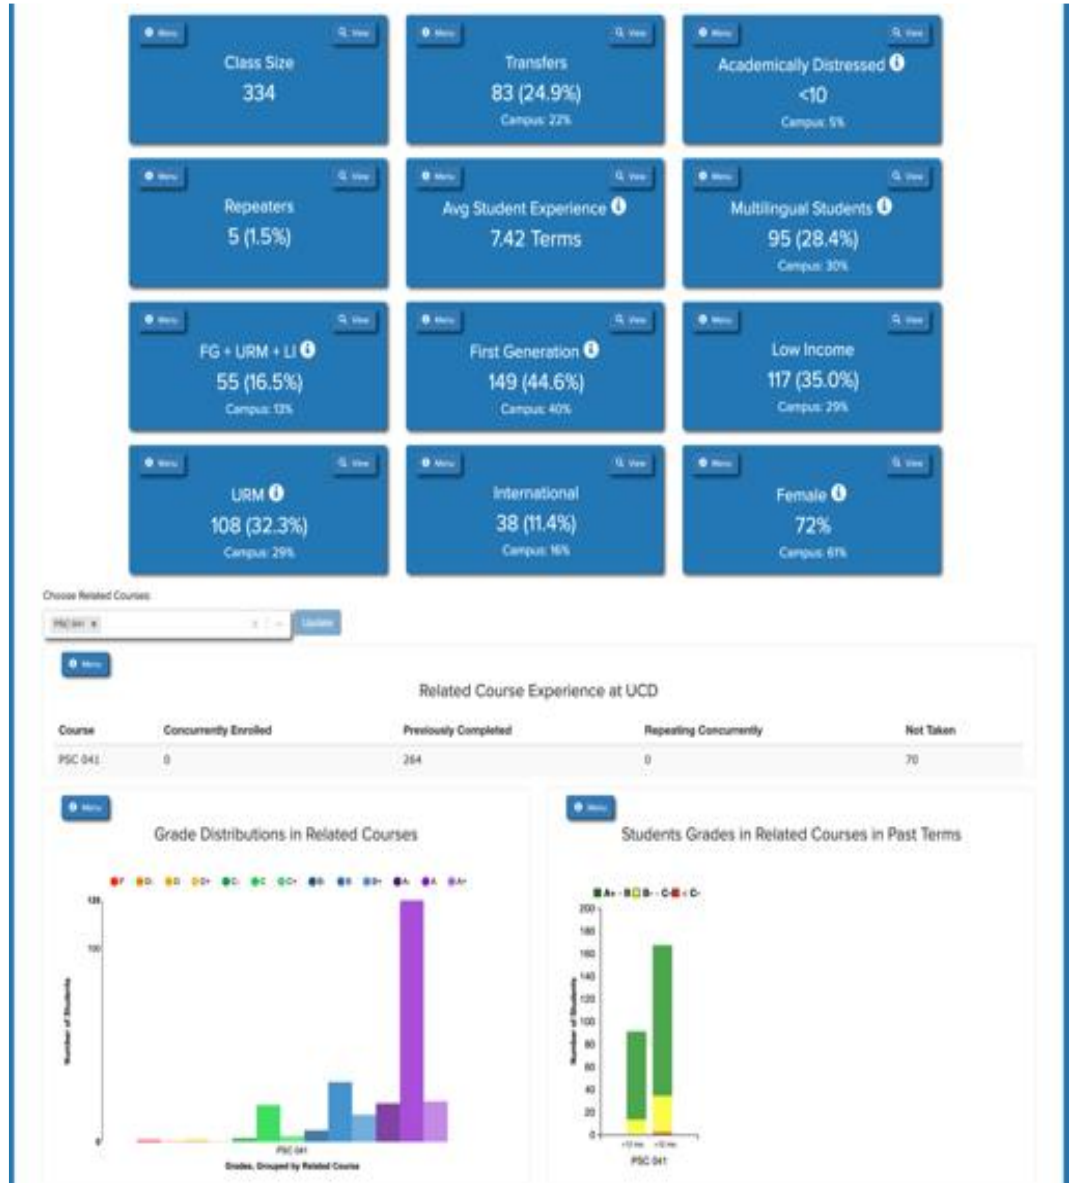 Menu View Menu View Menu View
Class Size Transfers Academically Distressed
334 83 (24.9%) <10
Campus: 22% Campus: 5%
Menu View Menu View Menu View
Repeaters Avg Student Experience Multilingual Students
5 (1.5%) 7.42 Terms 95 (28.4%)
Campus: 30%
Menu View Menu View Menu View
FG + URM + LI First Generation Low Income
55 (16.5%) 149 (44.6%) 117 (35.0%)
Campus: 13% Campus: 40% Campus: 29%
Menu View Menu View Menu View
URM International Female
108 (32.3%) 38 (11.4%) 72%
Campus: 29% Campus: 16% Campus: 61%
Choose Related Courses:
PSC 041 x Update
Menu
Related Course Experience at UCD
Course Concurrently Enrolled Previously Completed Repeating Concurrently Not Taken
PSC 041 0 264 0 70
Menu Menu
Grade Distributions in Related Courses
F D- D D+ C- C C+ B- B B+ A- A A+
100
0
Number of Students
PSC 041
Grades, Grouped by Related Course
Students Grades in Related Courses in Past Terms
A+ - B B- - C- < C-
200
180
160
140
120
100
80
60
40
20
0
Number of Students
PSC 041